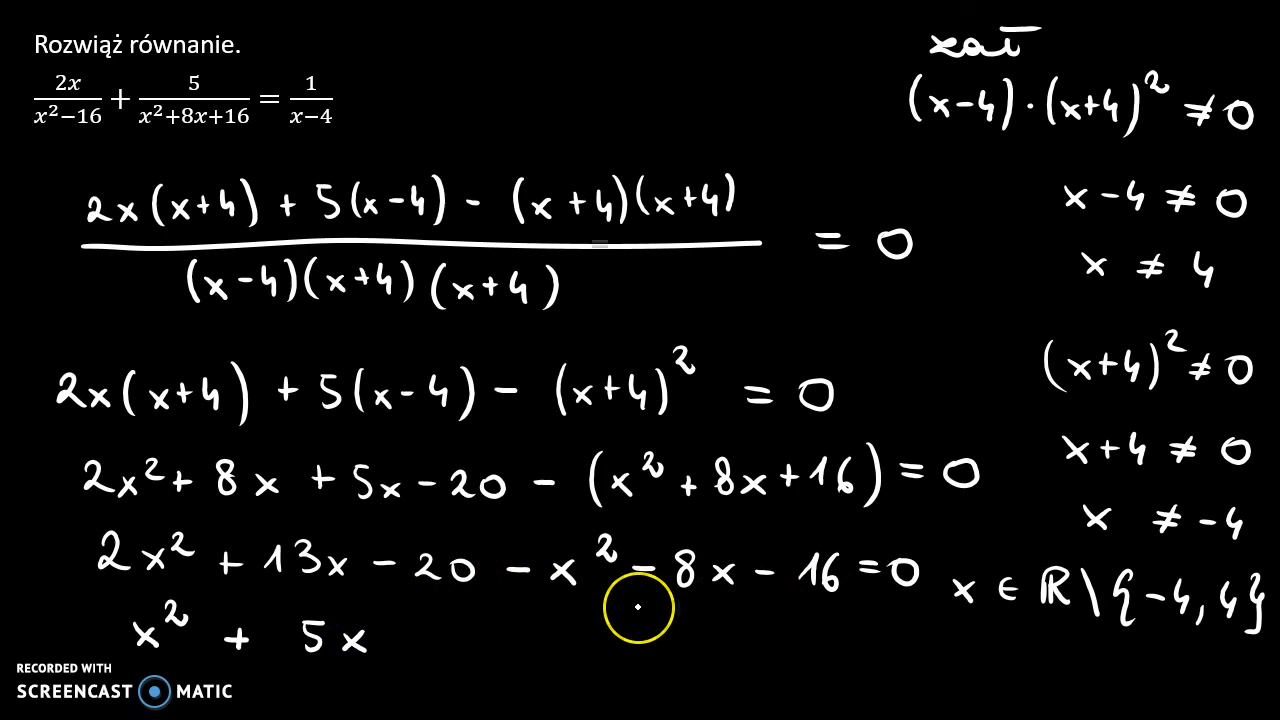 Rozwiąż równanie.
2x/(x²−16) + 5/(x²+8x+16) = 1/(x−4)
(2x(x+4) + 5(x−4) − (x+4)(x+4))/((x−4)(x+4)(x+4)) = 0
2x(x+4) + 5(x−4) − (x+4)² = 0
2x² + 8x + 5x − 20 − (x² + 8x + 16) = 0
2x² + 13x − 20 − x² − 8x − 16 = 0
x² + 5x
zał
(x−4)·(x+4)² ≠ 0
x − 4 ≠ 0
x ≠ 4
(x+4)² ≠ 0
x+4 ≠ 0
x ≠ −4
x ∈ ℝ\{−4, 4}
RECORDED WITH
SCREENCAST MATIC